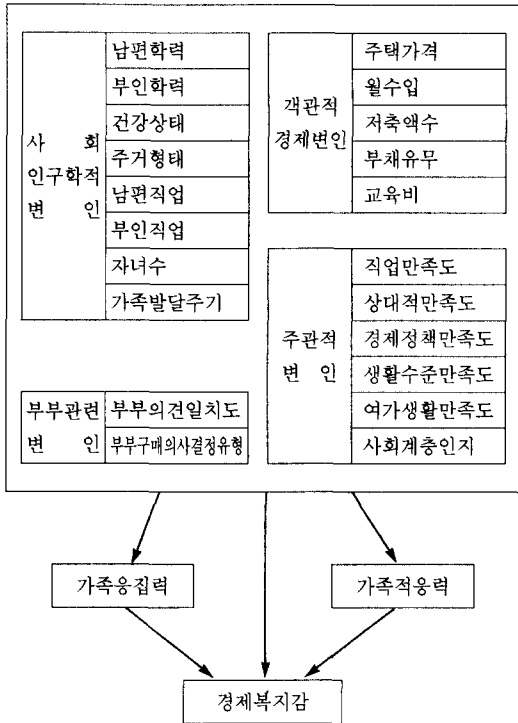 남편학력
부인학력
건강상태
사 회
인구학적
변 인
주거형태
남편직업
부인직업
자녀수
가족발달주기
부부관련
변 인
부부의견일치도
부부구매의사결정유형
객관적
경제변인
주택가격
월수입
저축액수
부채유무
교육비
주관적
변 인
직업만족도
상대적만족도
경제정책만족도
생활수준만족도
여가생활만족도
사회계층인지
가족응집력
가족적응력
경제복지감